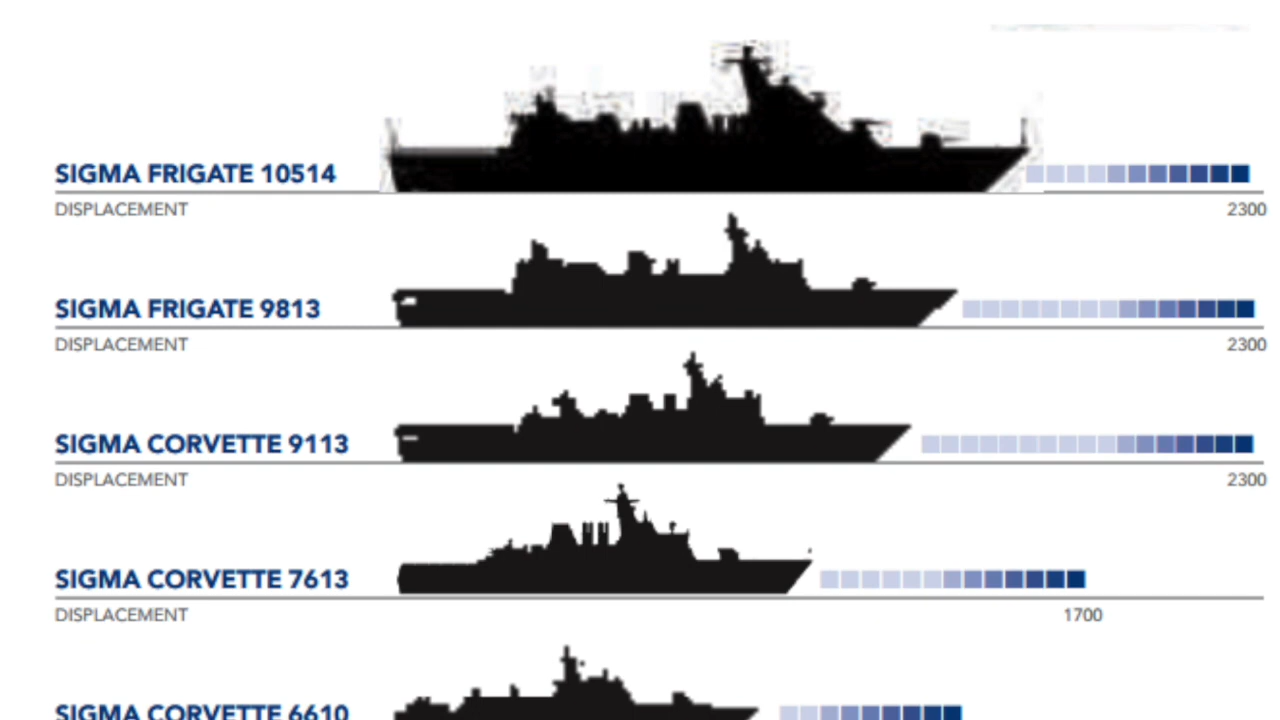 SIGMA FRIGATE 10514
DISPLACEMENT 2300
SIGMA FRIGATE 9813
DISPLACEMENT 2300
SIGMA CORVETTE 9113
DISPLACEMENT 2300
SIGMA CORVETTE 7613
DISPLACEMENT 1700
SIGMA CORVETTE 6610